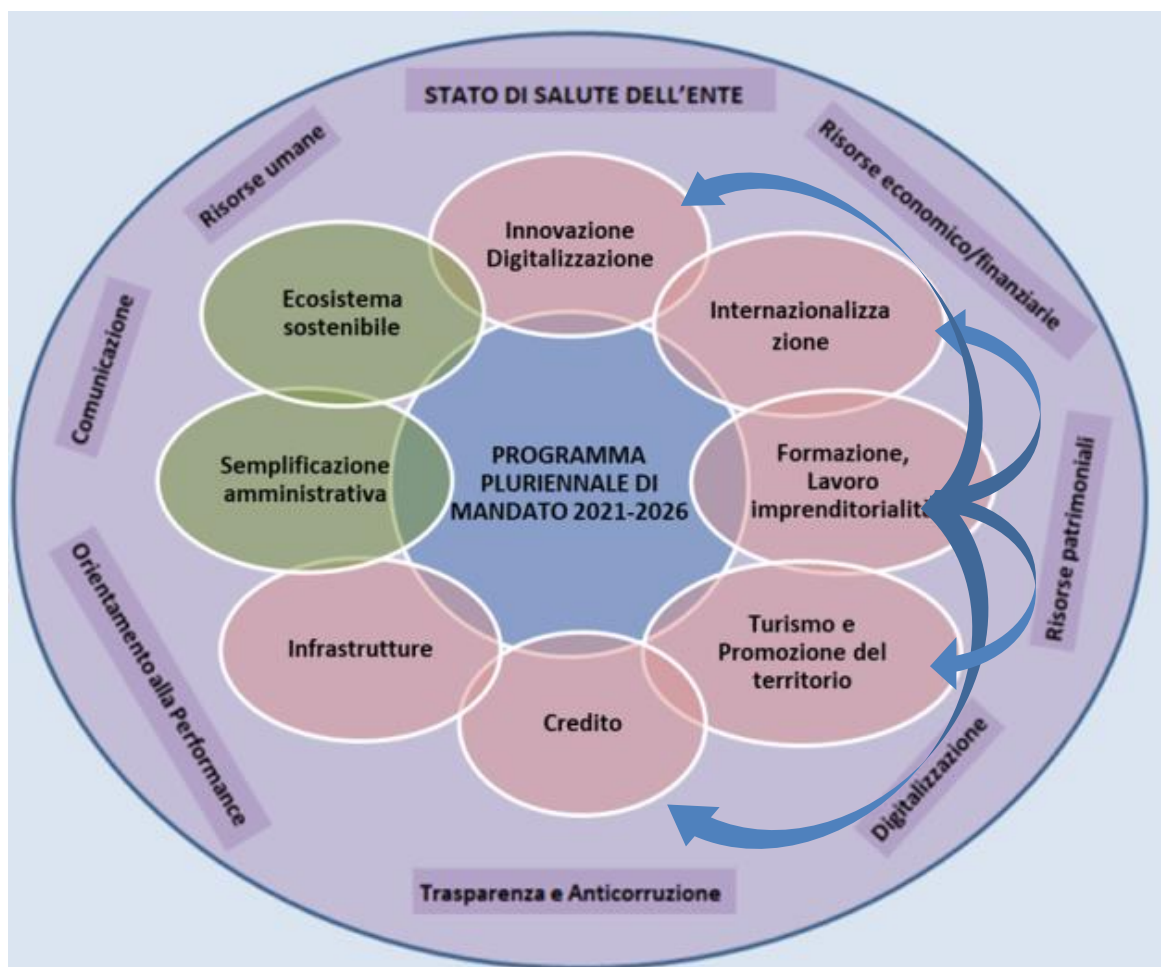 STATO DI SALUTE DELL'ENTE
Risorse umane
Risorse economico/finanziarie
Innovazione
Digitalizzazione
Ecosistema
sostenibile
Internazionalizza
zione
Comunicazione
Semplificazione
amministrativa
PROGRAMMA
PLURIENNALE DI
MANDATO 2021-2026
Formazione,
Lavoro
imprenditorialità
Risorse patrimoniali
Orientamento alla Performance
Infrastrutture
Turismo e
Promozione del
territorio
Credito
Digitalizzazione
Trasparenza e Anticorruzione